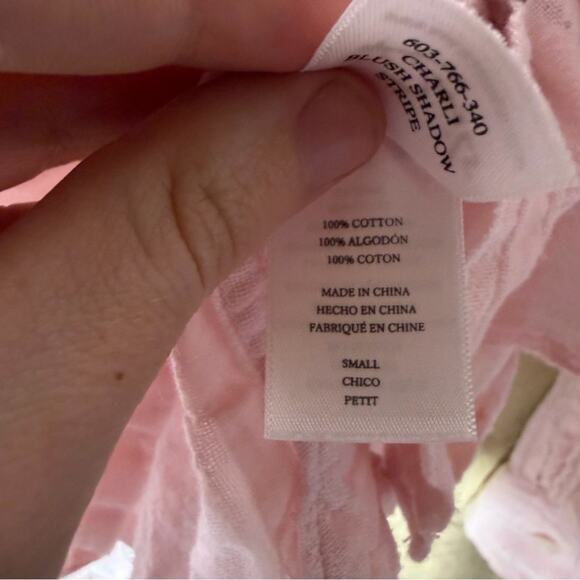 603-766-340
CHARLI
BLUSH SHADOW
STRIPE
100% COTTON
100% ALGODÓN
100% COTON
MADE IN CHINA
HECHO EN CHINA
FABRIQUÉ EN CHINE
SMALL
CHICO
PETIT